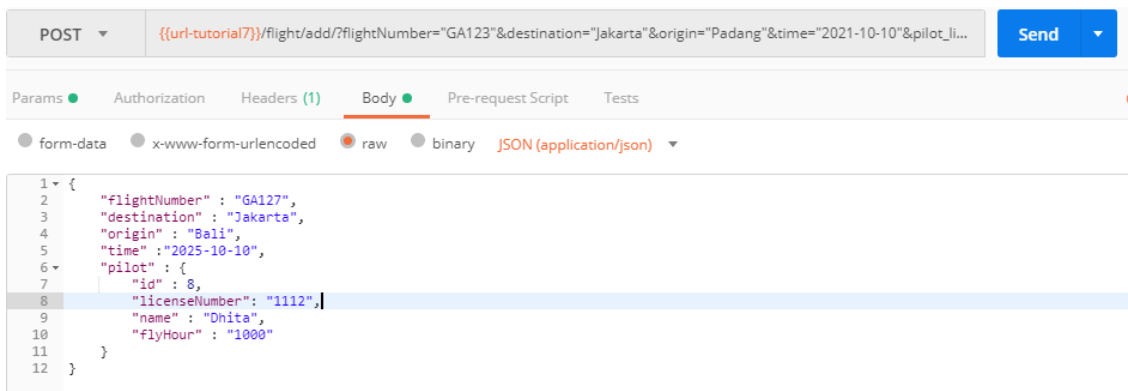 POST {{url-tutorial7}}/flight/add/?flightNumber="GA123"&destination="Jakarta"&origin="Padang"&time="2021-10-10"&pilot_li... Send
Params Authorization Headers (1) Body Pre-request Script Tests
form-data x-www-form-urlencoded raw binary JSON (application/json)
1 {
2 "flightNumber" : "GA127",
3 "destination" : "Jakarta",
4 "origin" : "Bali",
5 "time" :"2025-10-10",
6 "pilot" : {
7 "id" : 8,
8 "licenseNumber": "1112",
9 "name" : "Dhita",
10 "flyHour" : "1000"
11 }
12 }